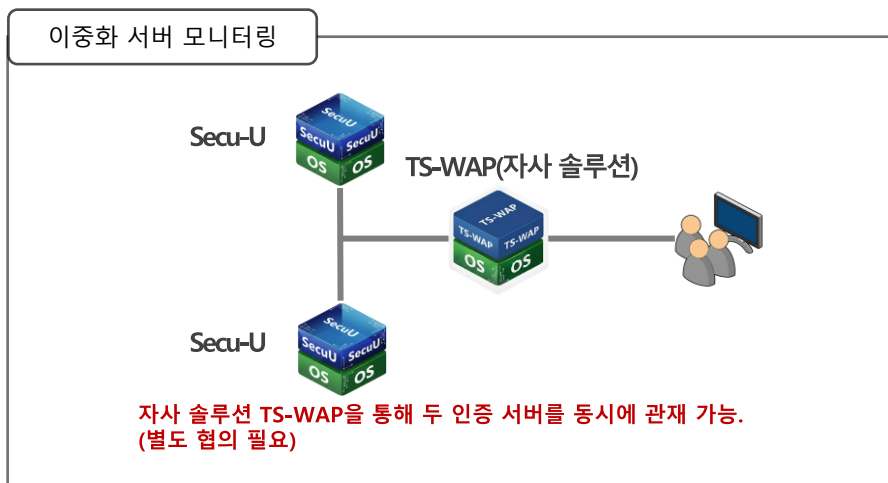 이중화 서버 모니터링
Secu-U
SecuU
SecuU SecuU
OS OS
TS-WAP(자사 솔루션)
TS-WAP
TS-WAP TS-WAP
OS OS
Secu-U
SecuU
SecuU SecuU
OS OS
자사 솔루션 TS-WAP을 통해 두 인증 서버를 동시에 관재 가능.
(별도 협의 필요)